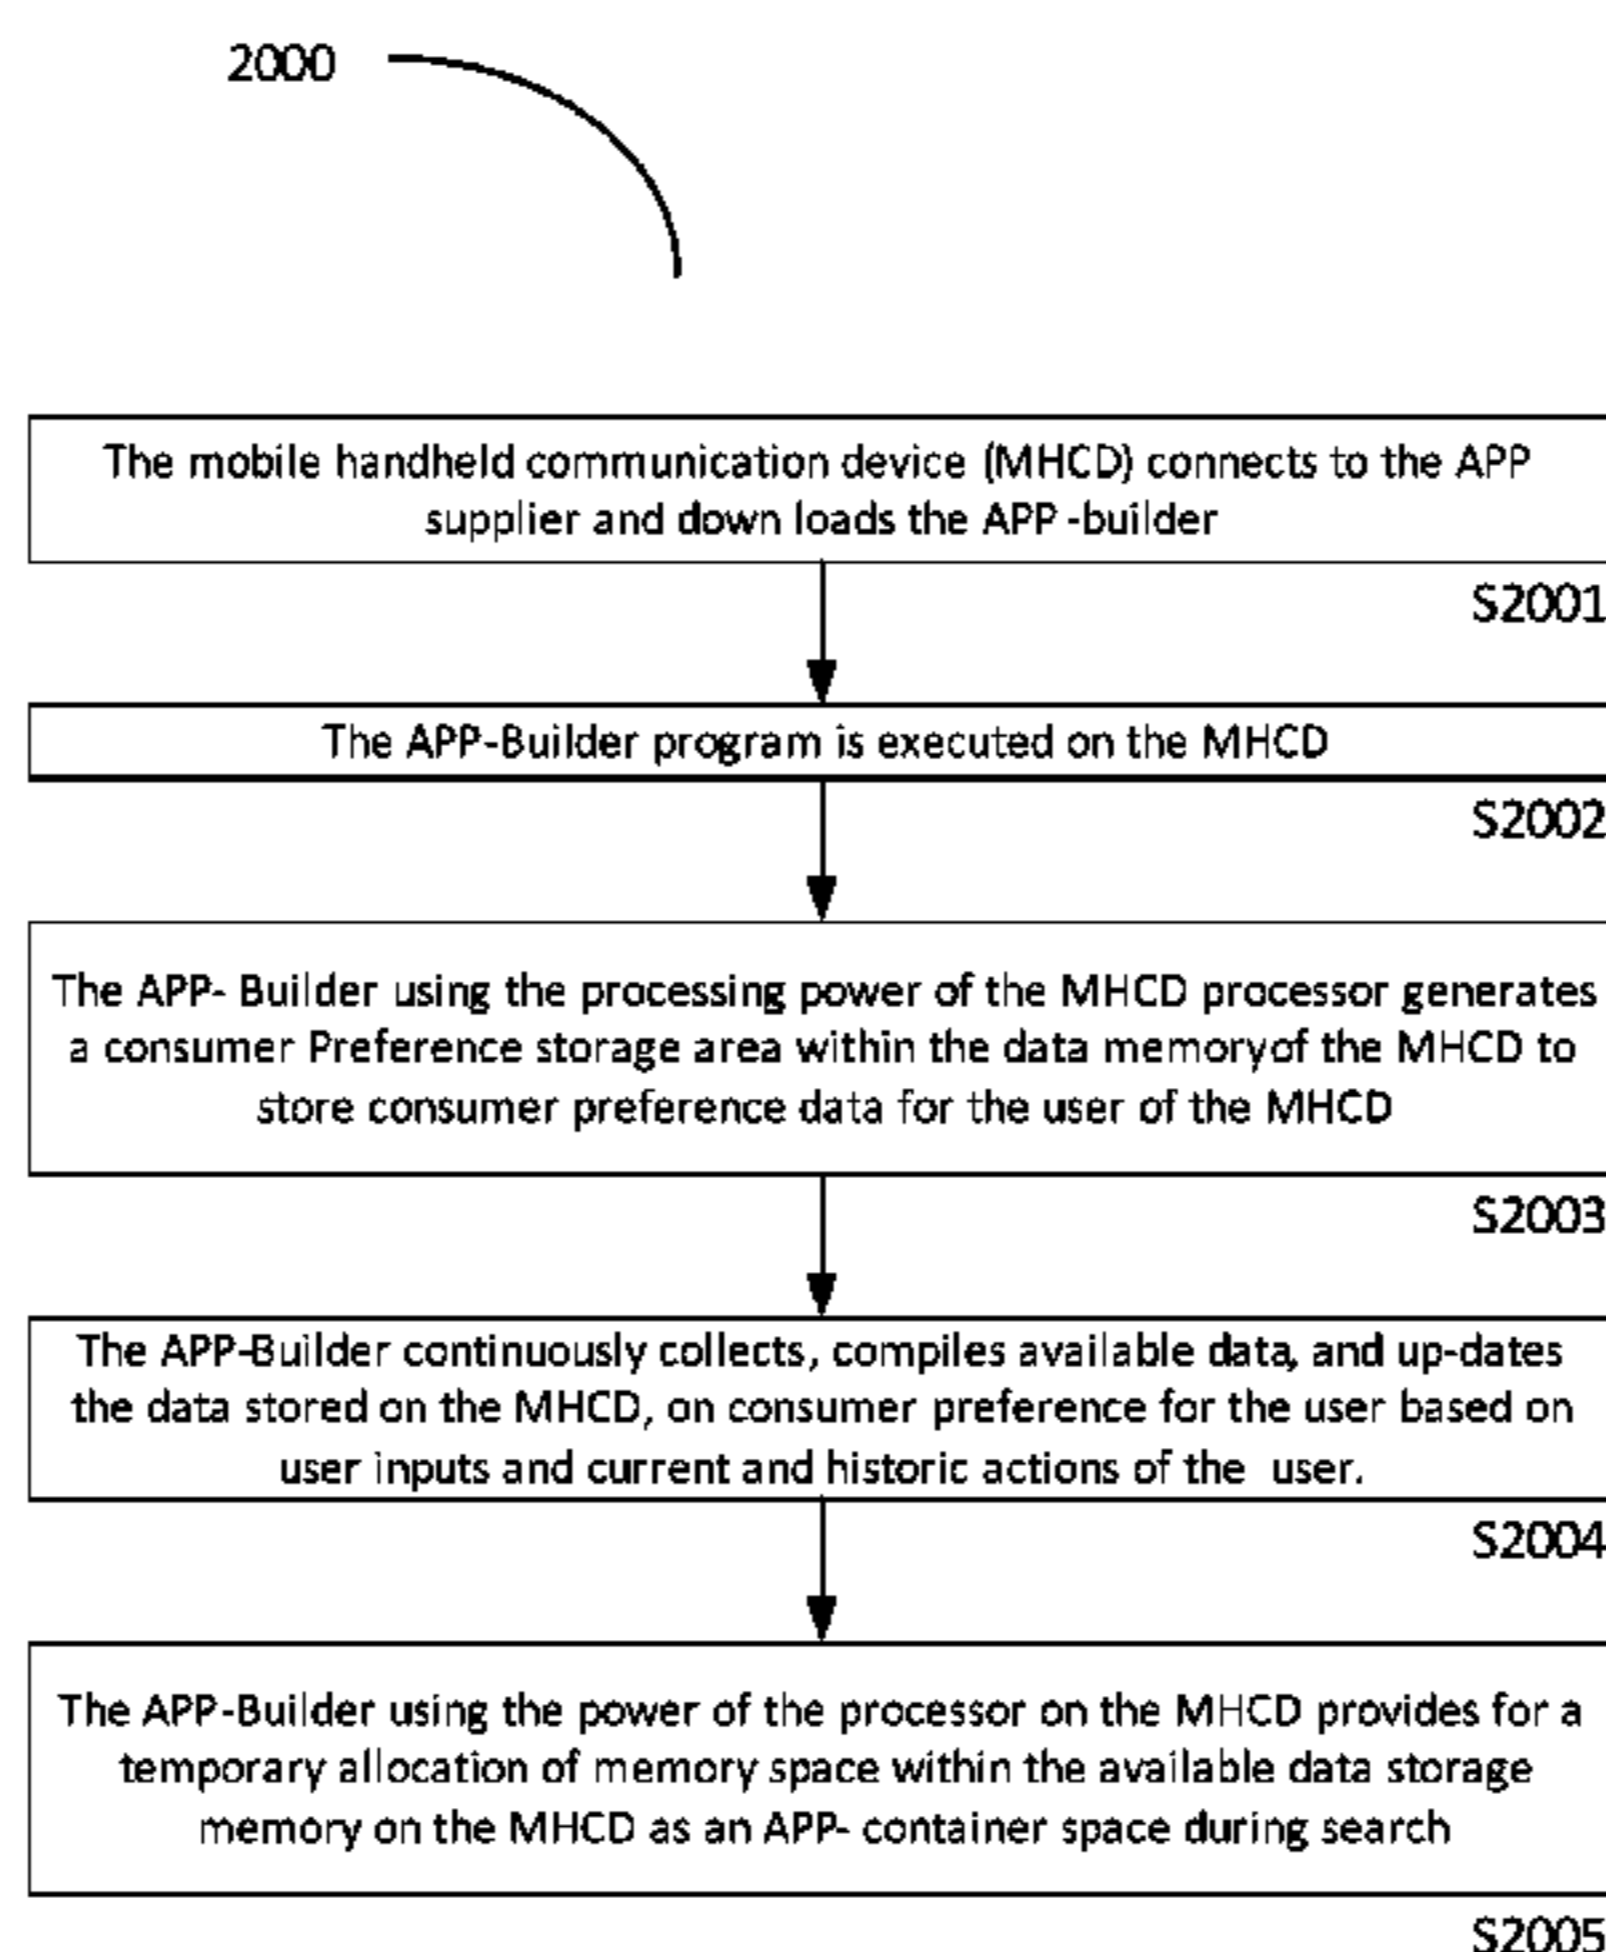 2000
The mobile handheld communication device (MHCD) connects to the APP
supplier and down loads the APP -builder
S2001
The APP-Builder program is executed on the MHCD
S2002
The APP- Builder using the processing power of the MHCD processor generates
a consumer Preference storage area within the data memoryof the MHCD to
store consumer preference data for the user of the MHCD
S2003
The APP-Builder continuously collects, compiles available data, and up-dates
the data stored on the MHCD, on consumer preference for the user based on
user inputs and current and historic actions of the  user.
S2004
The APP-Builder using the power of the processor on the MHCD provides for a
temporary allocation of memory space within the available data storage
memory on the MHCD as an APP- container space during search
S2005